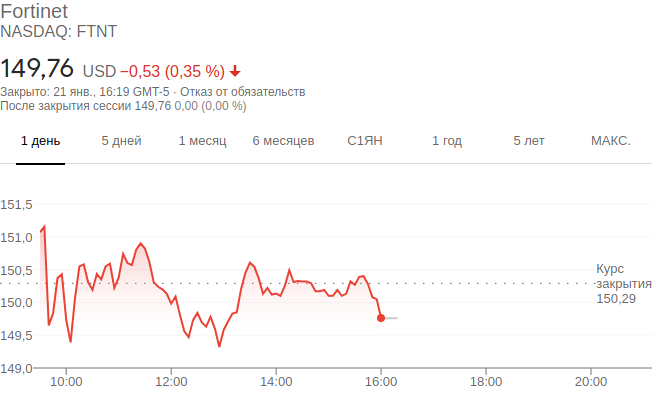 Fortinet
NASDAQ: FTNT
149,76 USD −0,53 (0,35 %)
Закрыто: 21 янв., 16:19 GMT-5 · Отказ от обязательств
После закрытия сессии 149,76 0,00 (0,00 %)
1 день 5 дней 1 месяц 6 месяцев С1ЯН 1 год 5 лет МАКС.
151,5
151,0
150,5
150,0
149,5
149,0
Курс
закрытия
150,29
10:00 12:00 14:00 16:00 18:00 20:00